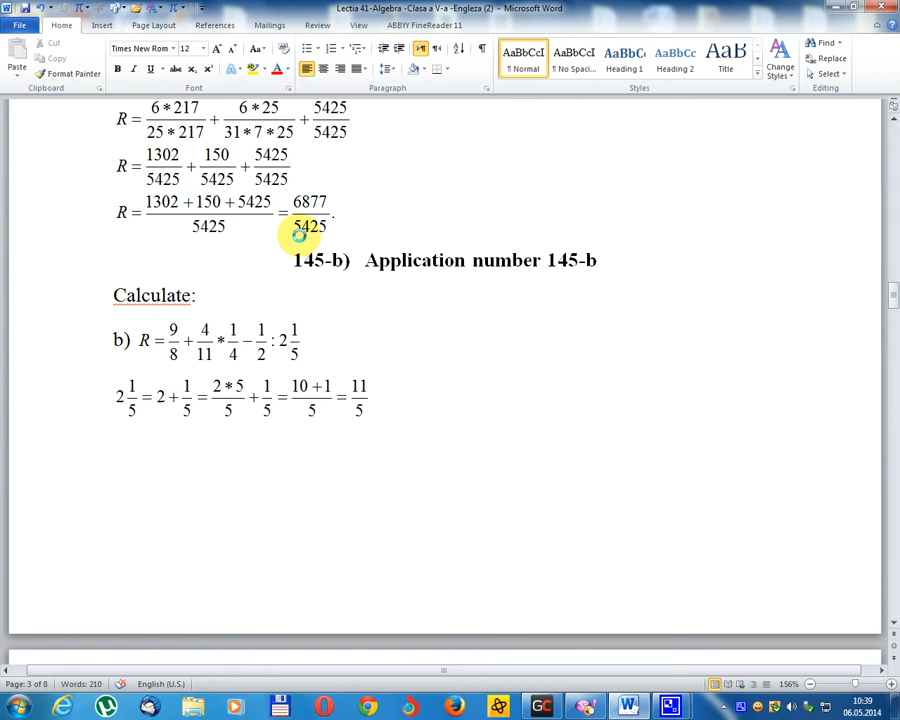 Lectia 41-Algebra -Clasa a V-a -Engleza (2) - Microsoft Word
File Home Insert Page Layout References Mailings Review View ABBYY FineReader 11
Cut
Copy
Format Painter
Paste
Clipboard
Times New Rom 12
Font
Paragraph
AaBbCcI AaBbCcI AaBbC AaBbCc AaB
¶ Normal ¶ No Spaci... Heading 1 Heading 2 Title
Change Styles
Styles
Find
Replace
Select
Editing
R = 6*217/25*217 + 6*25/31*7*25 + 5425/5425
R = 1302/5425 + 150/5425 + 5425/5425
R = 1302+150+5425/5425 = 6877/5425.
145-b) Application number 145-b
Calculate:
b) R = 9/8 + 4/11 * 1/4 − 1/2 : 2 1/5
2 1/5 = 2 + 1/5 = 2*5/5 + 1/5 = 10+1/5 = 11/5
Page: 3 of 8 Words: 210 English (U.S.) 156%
10:39
06.05.2014